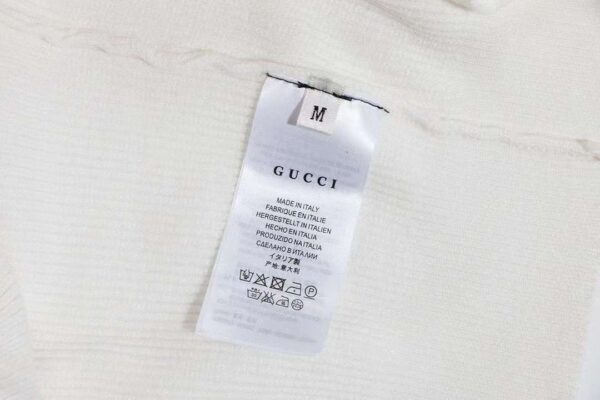 M
GUCCI
MADE IN ITALY
FABRIQUE EN ITALIE
HERGESTELLT IN ITALIEN
HECHO EN ITALIA
PRODUZIDO NA ITALIA
СДЕЛАНО В ИТАЛИИ
イタリア製
产地:意大利
P